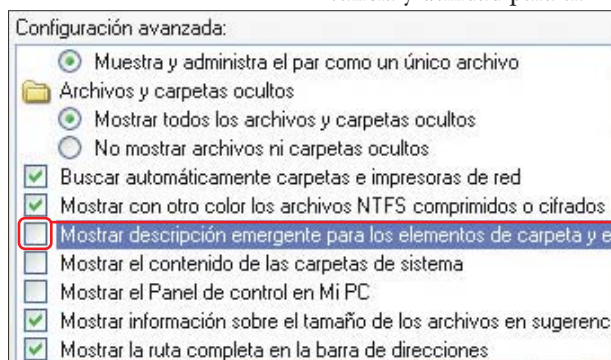 Configuración avanzada:
Muestra y administra el par como un único archivo
Archivos y carpetas ocultos
Mostrar todos los archivos y carpetas ocultos
No mostrar archivos ni carpetas ocultos
Buscar automáticamente carpetas e impresoras de red
Mostrar con otro color los archivos NTFS comprimidos o cifrados
Mostrar descripción emergente para los elementos de carpeta y e
Mostrar el contenido de las carpetas de sistema
Mostrar el Panel de control en Mi PC
Mostrar información sobre el tamaño de los archivos en sugerenc
Mostrar la ruta completa en la barra de direcciones